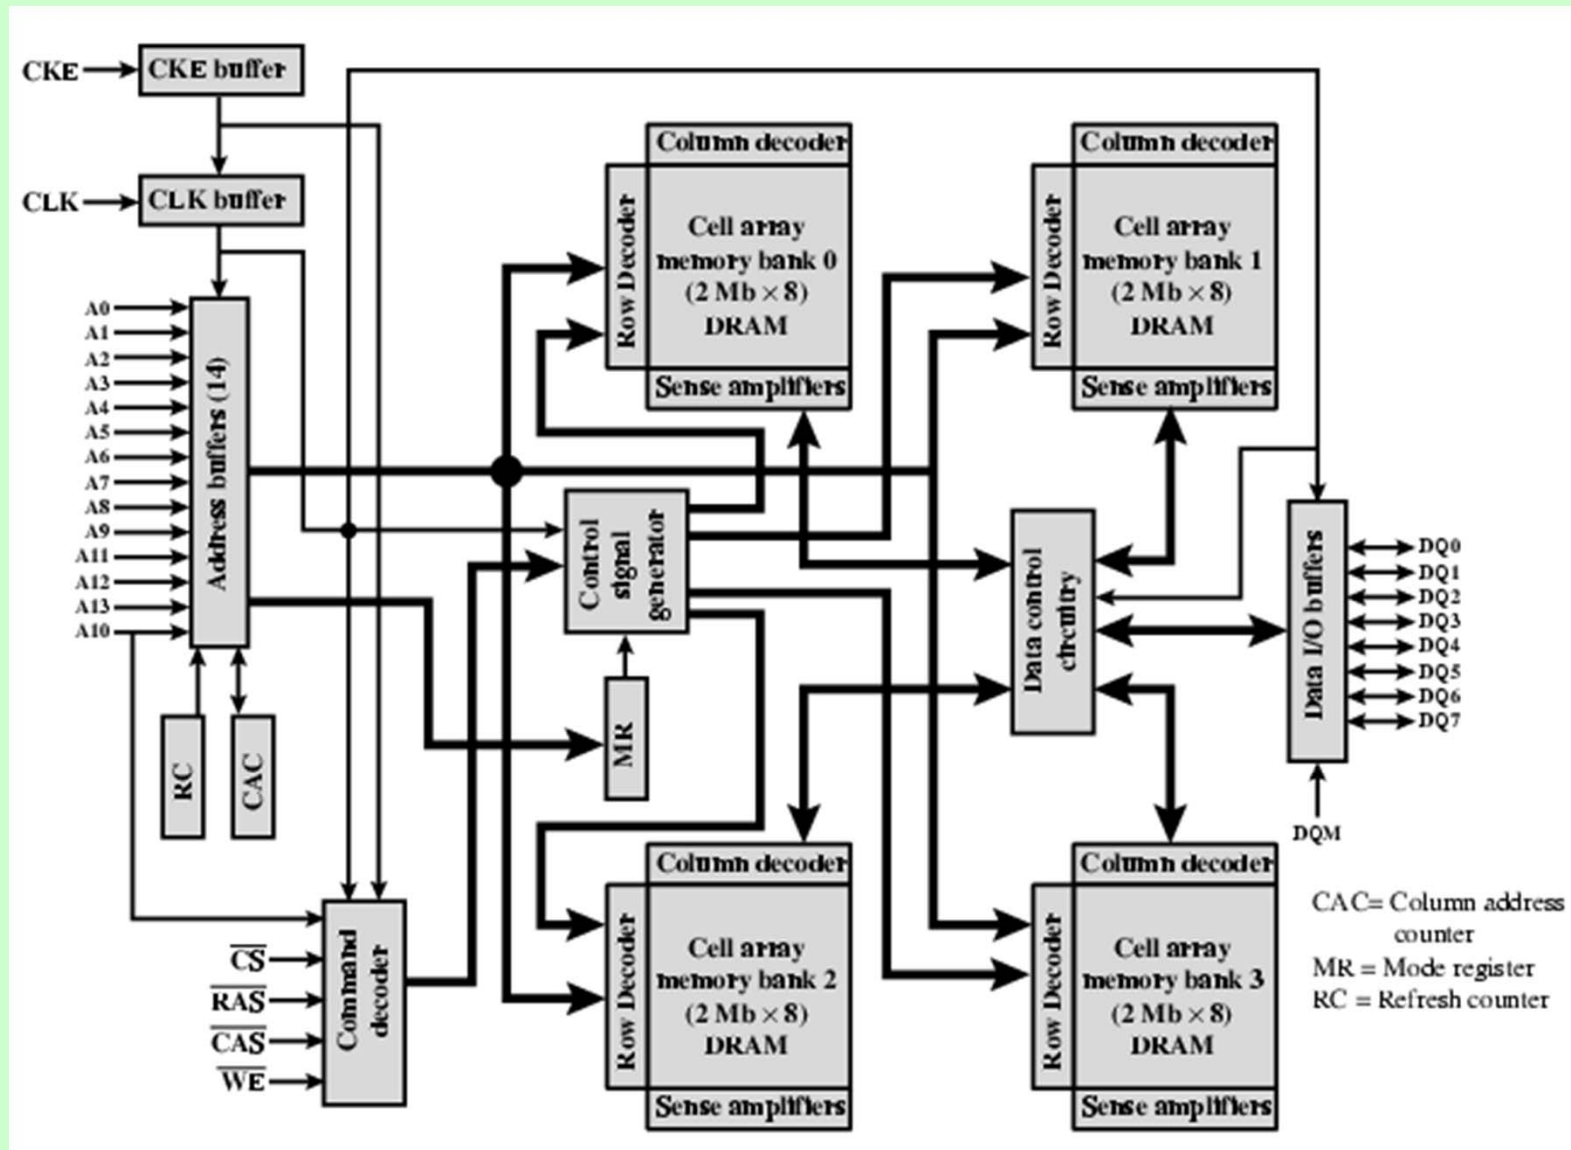 CKE
CKE buffer
CLK
CLK buffer
A0
A1
A2
A3
A4
A5
A6
A7
A8
A9
A11
A12
A13
A10
Address buffers (14)
RC
CAC
Column decoder
Row Decoder
Cell array
memory bank 0
(2 Mb × 8)
DRAM
Sense amplifiers
Column decoder
Row Decoder
Cell array
memory bank 1
(2 Mb × 8)
DRAM
Sense amplifiers
Control
signal
generator
MR
Data control
circuitry
Data I/O buffers
DQ0
DQ1
DQ2
DQ3
DQ4
DQ5
DQ6
DQ7
DQM
C̅S̅
R̅A̅S̅
C̅A̅S̅
W̅E̅
Command
decoder
Column decoder
Row Decoder
Cell array
memory bank 2
(2 Mb × 8)
DRAM
Sense amplifiers
Column decoder
Row Decoder
Cell array
memory bank 3
(2 Mb × 8)
DRAM
Sense amplifiers
CAC= Column address
counter
MR = Mode register
RC = Refresh counter